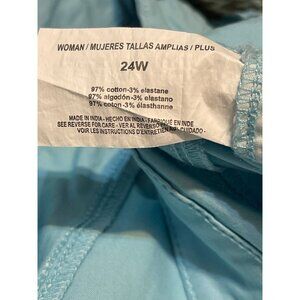 WOMAN / MUJERES TALLAS AMPLIAS / PLUS
24W
97% cotton-3% elastane
97% algodón-3% elastano
97% coton-3% élasthanne
MADE IN INDIA - HECHO EN INDIA - FABRIQUÉ EN INDE
SEE REVERSE FOR CARE - VER AL REVERSO
VOIR LES INSTRUCTIONS D'ENTRETIEN AU
CUIDADO -